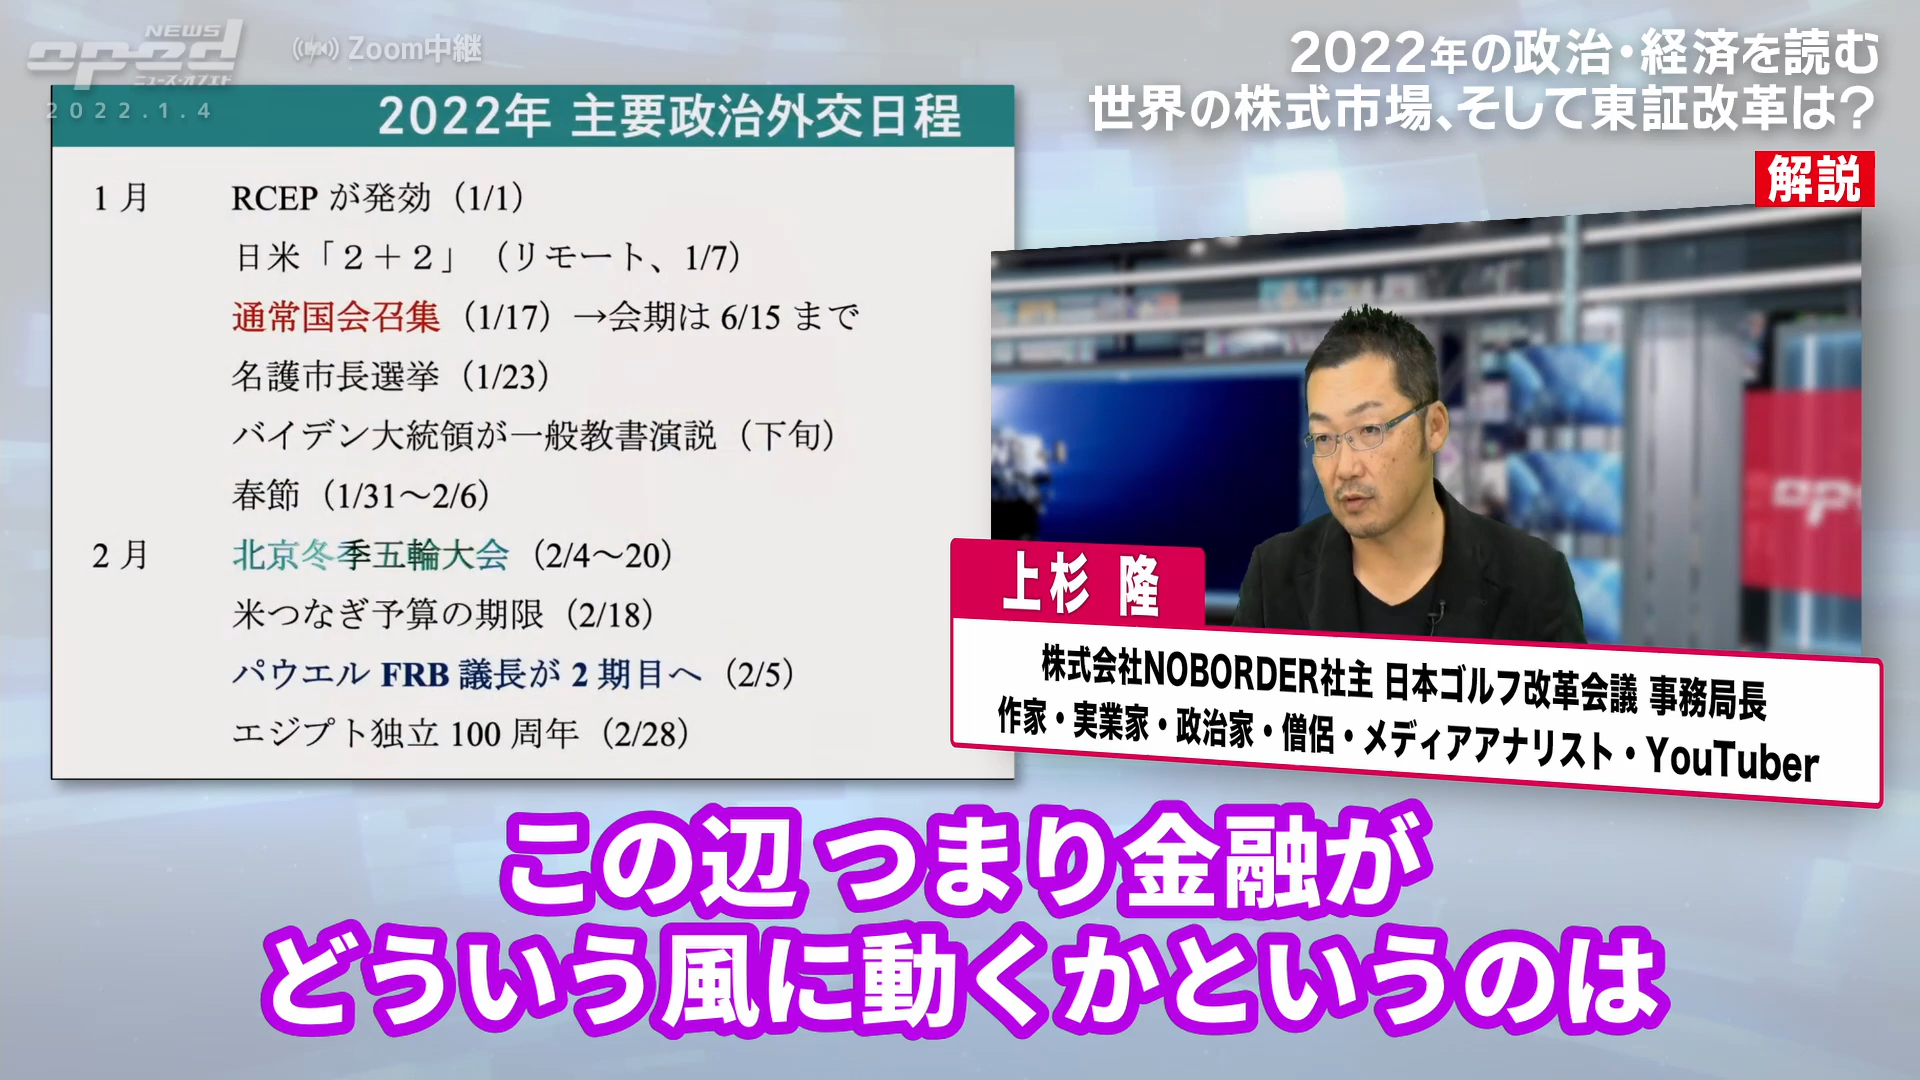 NEWS
oped
ニュース・オプエド
2022.1.4
Zoom中継
2022年の政治・経済を読む
世界の株式市場、そして東証改革は?
解説
2022年 主要政治外交日程
1月 RCEP が発効（1/1）
日米「２＋２」（リモート、1/7）
通常国会召集（1/17）→会期は 6/15 まで
名護市長選挙（1/23）
バイデン大統領が一般教書演説（下旬）
春節（1/31～2/6）
2月 北京冬季五輪大会（2/4～20）
米つなぎ予算の期限（2/18）
パウエル FRB 議長が 2 期目へ（2/5）
エジプト独立 100 周年（2/28）
上杉 隆
株式会社NOBORDER社主 日本ゴルフ改革会議 事務局長
作家・実業家・政治家・僧侶・メディアアナリスト・YouTuber
この辺 つまり金融が
どういう風に動くかというのは